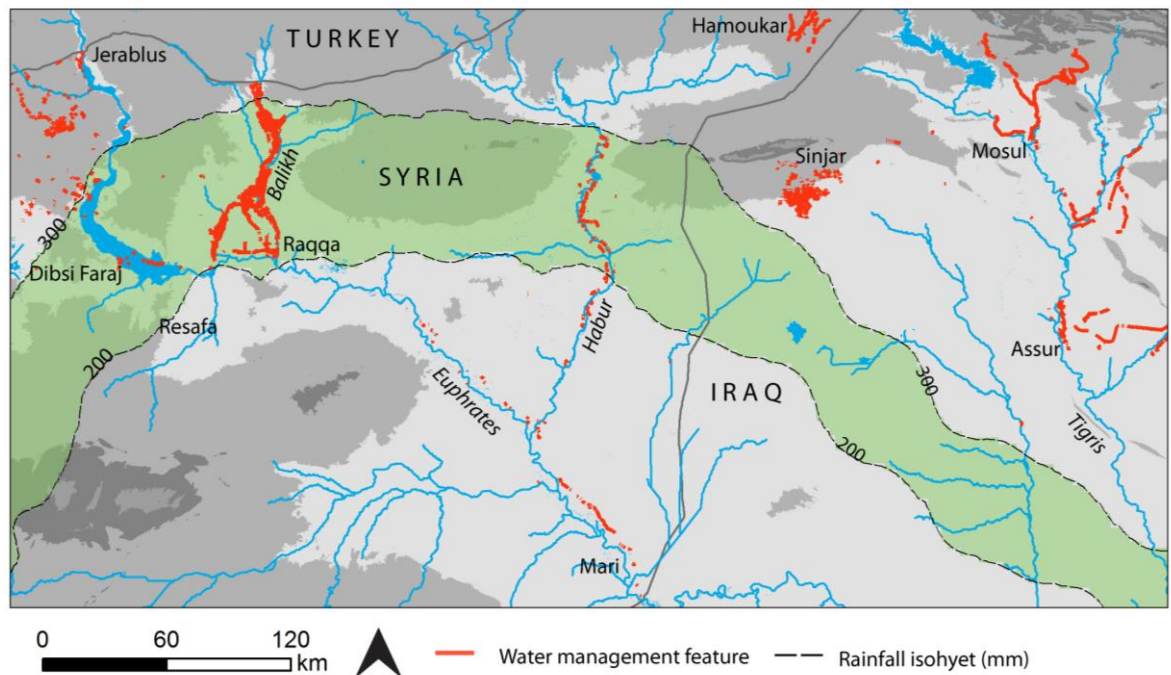 TURKEY
Hamoukar
Jerablus
Mosul
Sinjar
Balikh
SYRIA
300
Raqqa
Dibsi Faraj
Habur
Resafa
200
Assur
Euphrates
IRAQ
300
Tigris
200
Mari
0 60 120
km
Water management feature
Rainfall isohyet (mm)